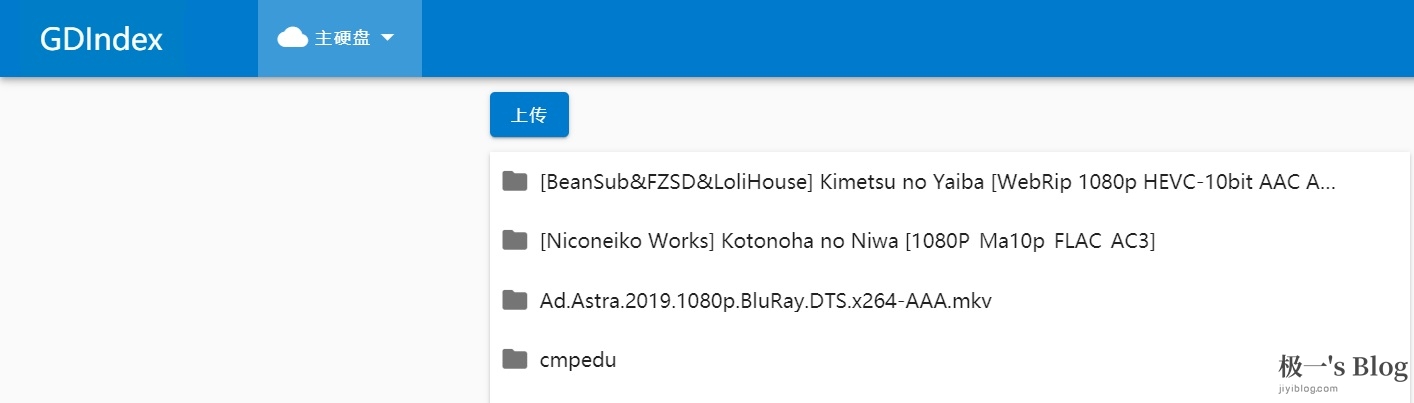 GDIndex
主硬盘
上传
[BeanSub&FZSD&LoliHouse] Kimetsu no Yaiba [WebRip 1080p HEVC-10bit AAC A...
[Niconeiko Works] Kotonoha no Niwa [1080P_Ma10p_FLAC_AC3]
Ad.Astra.2019.1080p.BluRay.DTS.x264-AAA.mkv
cmpedu
极一's Blog
jiyiblog.com